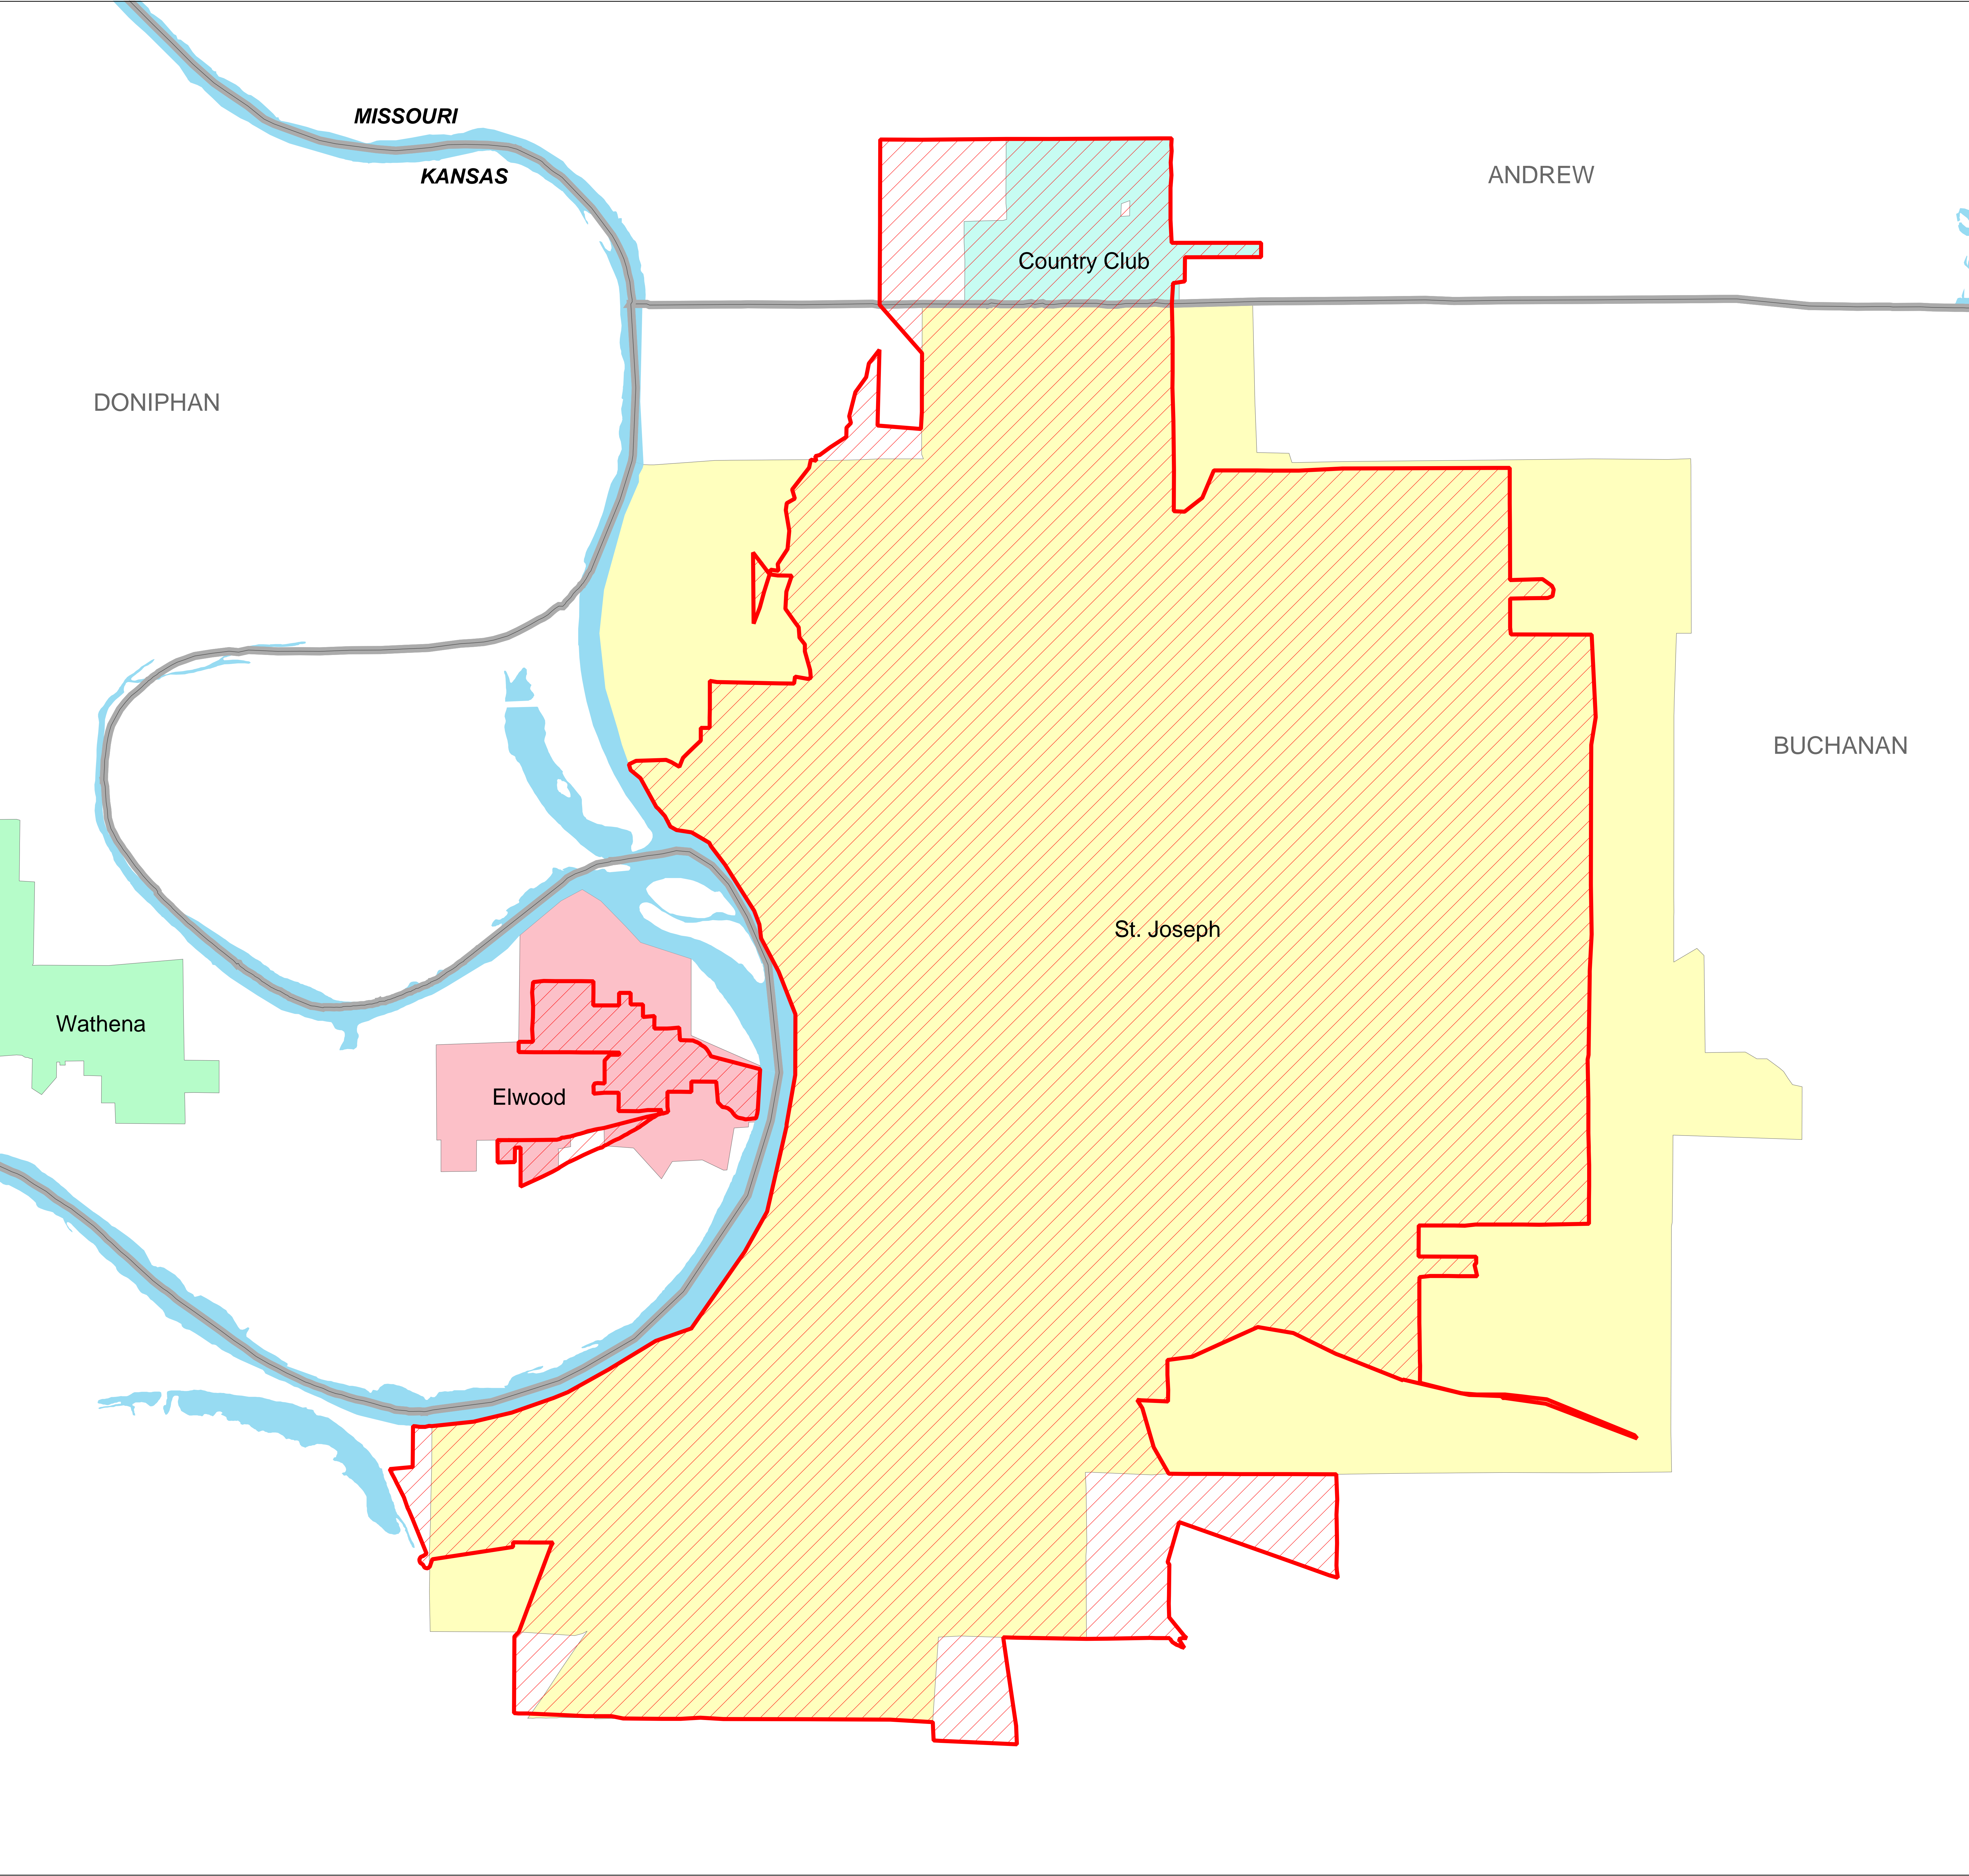 MISSOURI
KANSAS
ANDREW
Country Club
DONIPHAN
BUCHANAN
St. Joseph
Wathena
Elwood